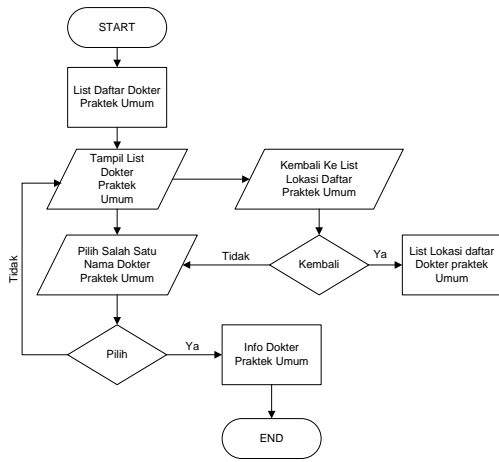 START
List Daftar Dokter
Praktek Umum
Tampil List
Dokter
Praktek
Umum
Kembali Ke List
Lokasi Daftar
Praktek Umum
Tidak
Pilih Salah Satu
Nama Dokter
Praktek Umum
Tidak
Kembali
Ya
List Lokasi daftar
Dokter praktek
Umum
Pilih
Ya
Info Dokter
Praktek Umum
END